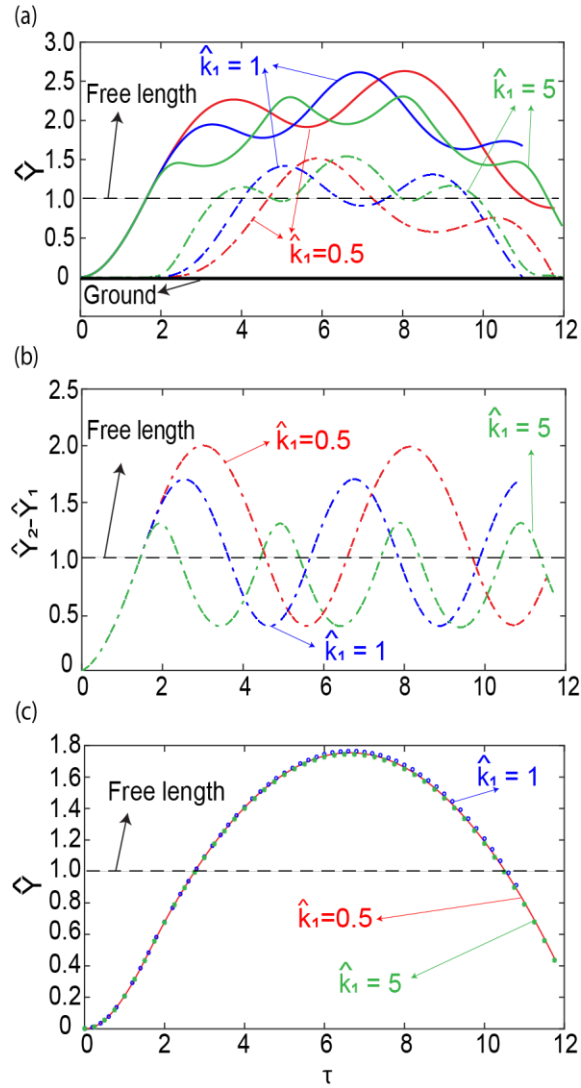 (a)
3.0
2.5
2.0
1.5
1.0
0.5
0
Ŷ
Free length
k̂₁ = 1
k̂₁ = 5
k̂₁=0.5
Ground
0 2 4 6 8 10 12
(b)
2.5
2.0
1.5
1.0
0.5
0
Ŷ₂-Ŷ₁
Free length
k̂₁=0.5
k̂₁ = 5
k̂₁ = 1
0 2 4 6 8 10 12
(c)
1.8
1.6
1.4
1.2
1.0
0.8
0.6
0.4
0.2
0
Ŷ
Free length
k̂₁ = 1
k̂₁=0.5
k̂₁ = 5
0 2 4 6 8 10 12
τ